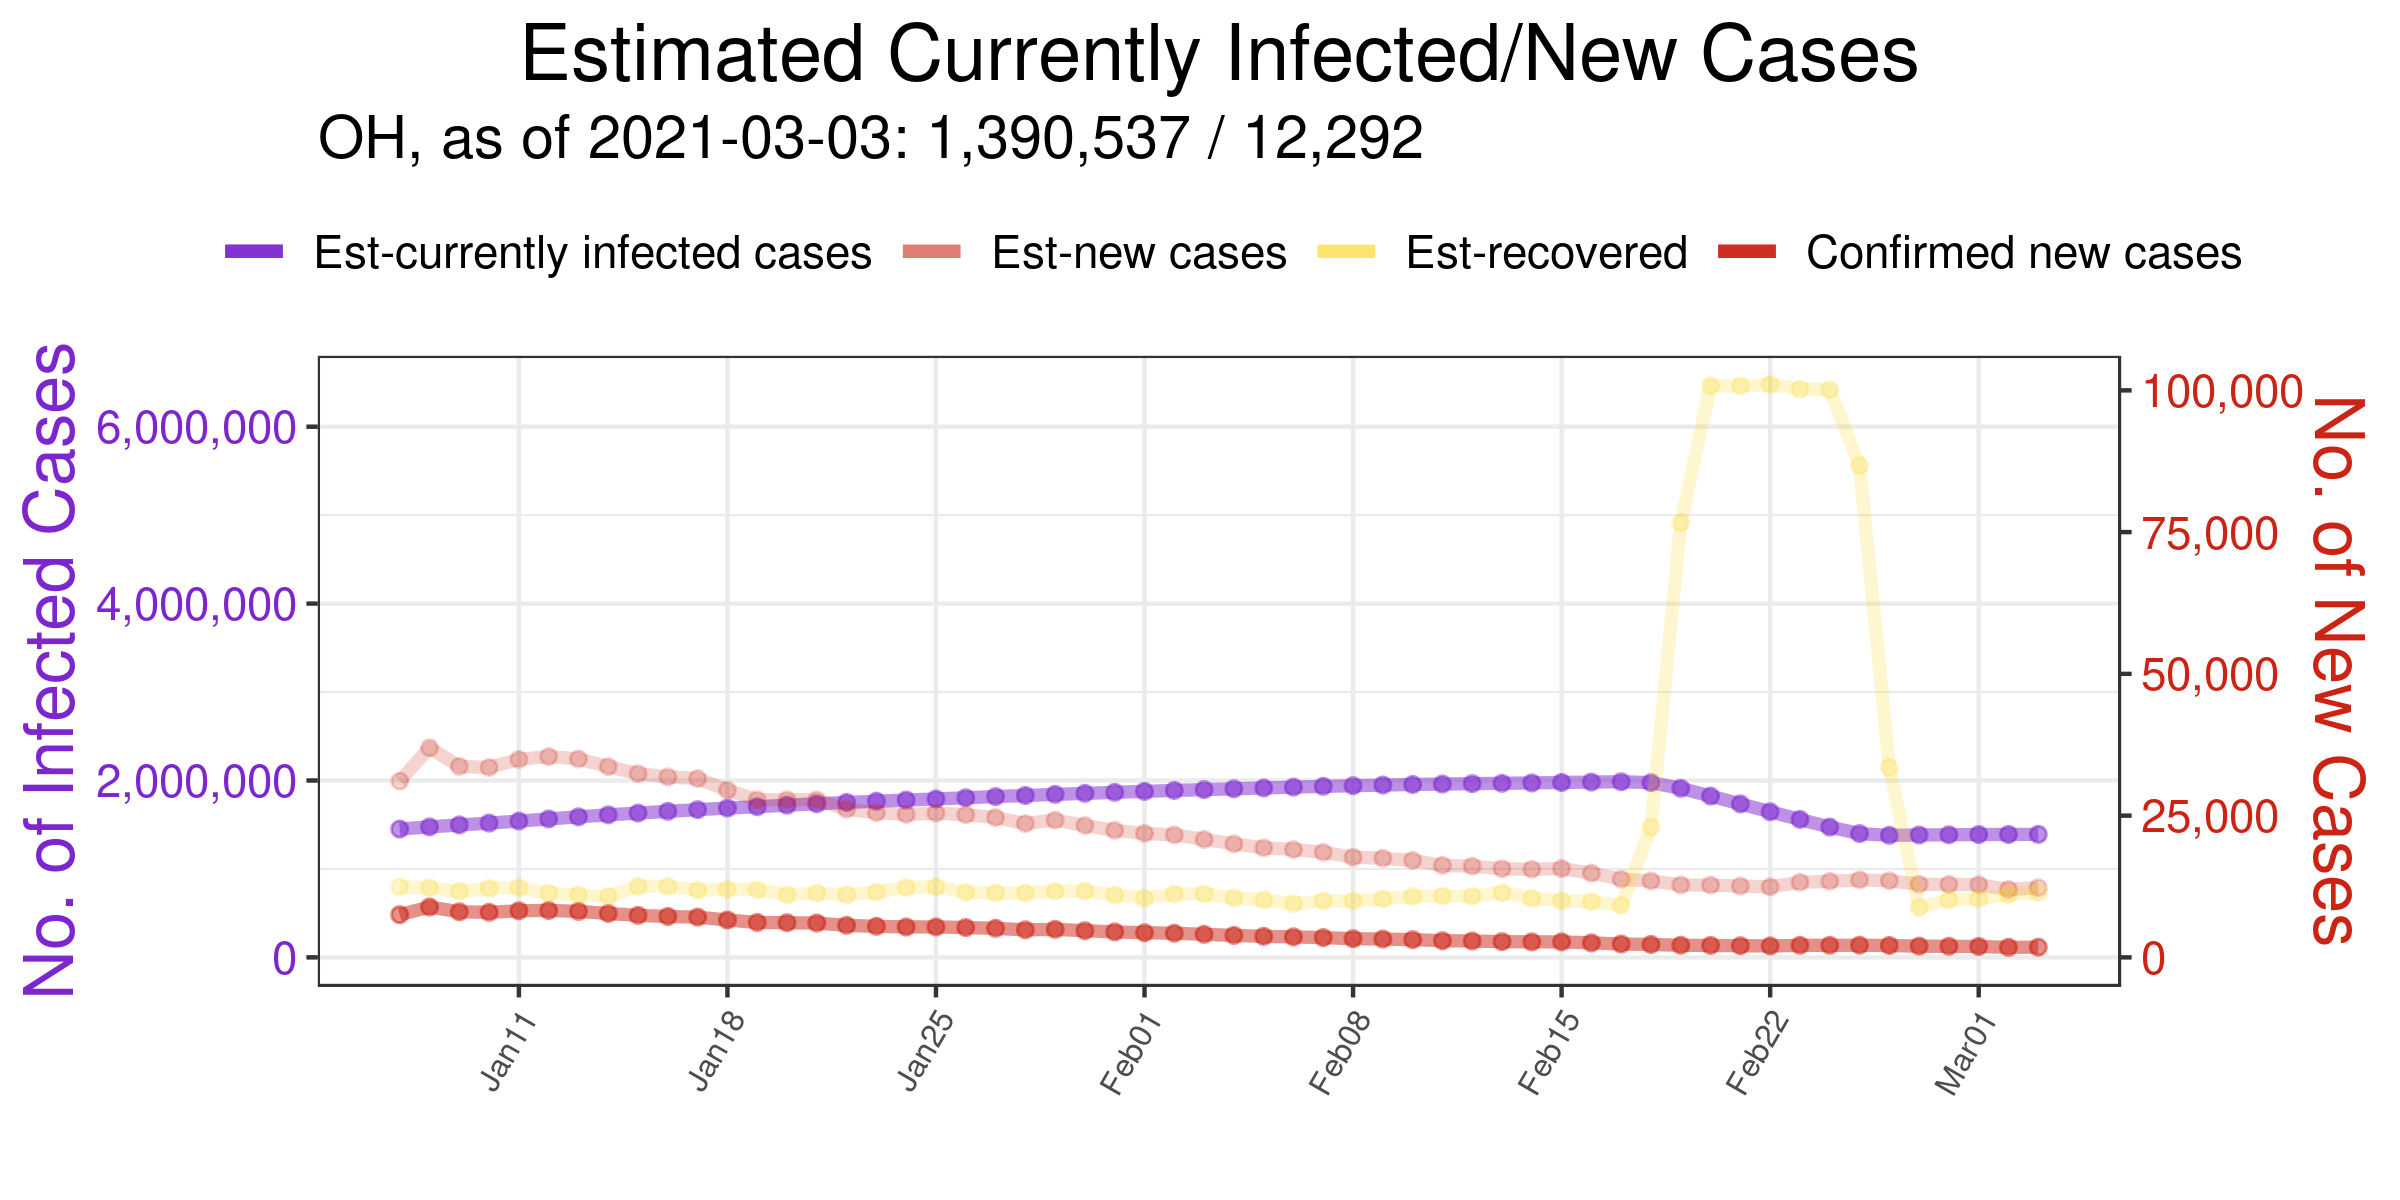 Estimated Currently Infected/New Cases
OH, as of 2021-03-03: 1,390,537 / 12,292
Est-currently infected cases Est-new cases Est-recovered Confirmed new cases
No. of Infected Cases
6,000,000
4,000,000
2,000,000
0
100,000
75,000
50,000
25,000
0
No. of New Cases
Jan11 Jan18 Jan25 Feb01 Feb08 Feb15 Feb22 Mar01